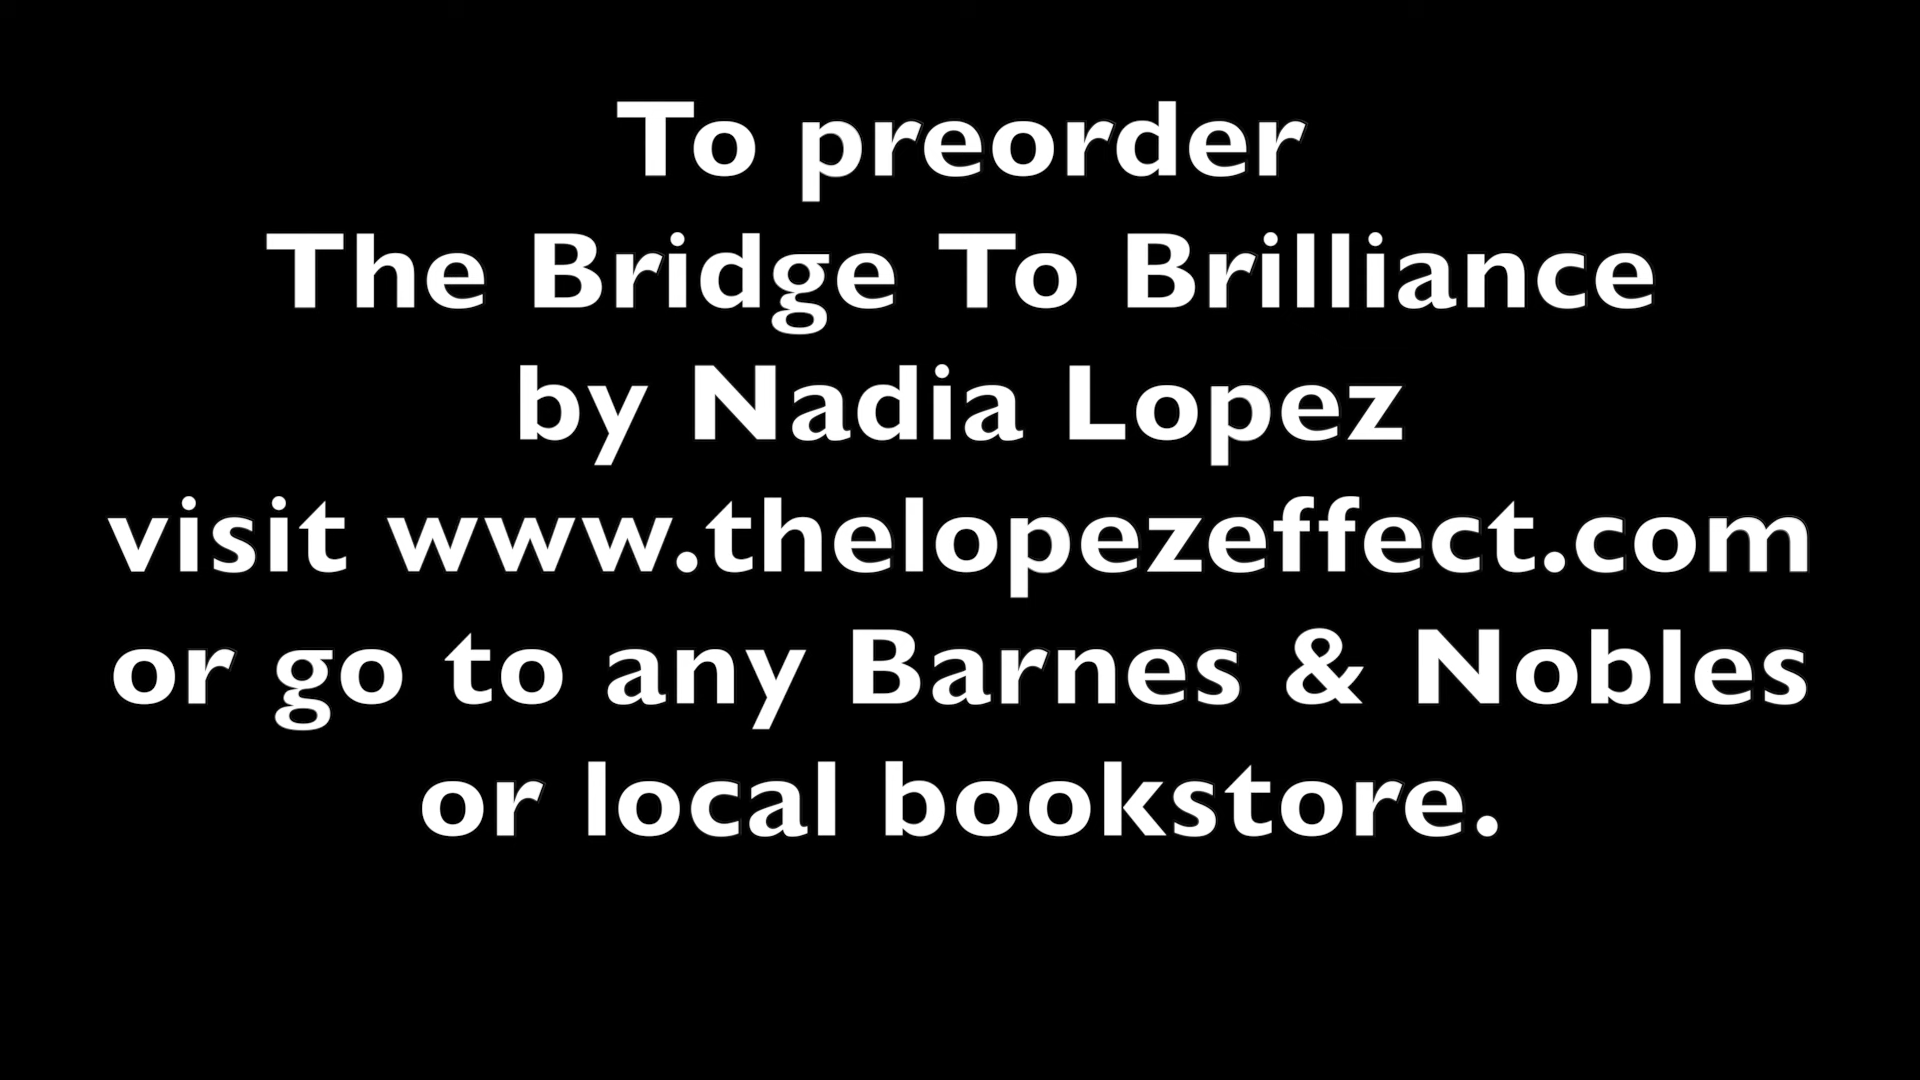 To preorder
The Bridge To Brilliance
by Nadia Lopez
visit www.thelopezeffect.com
or go to any Barnes & Nobles
or local bookstore.